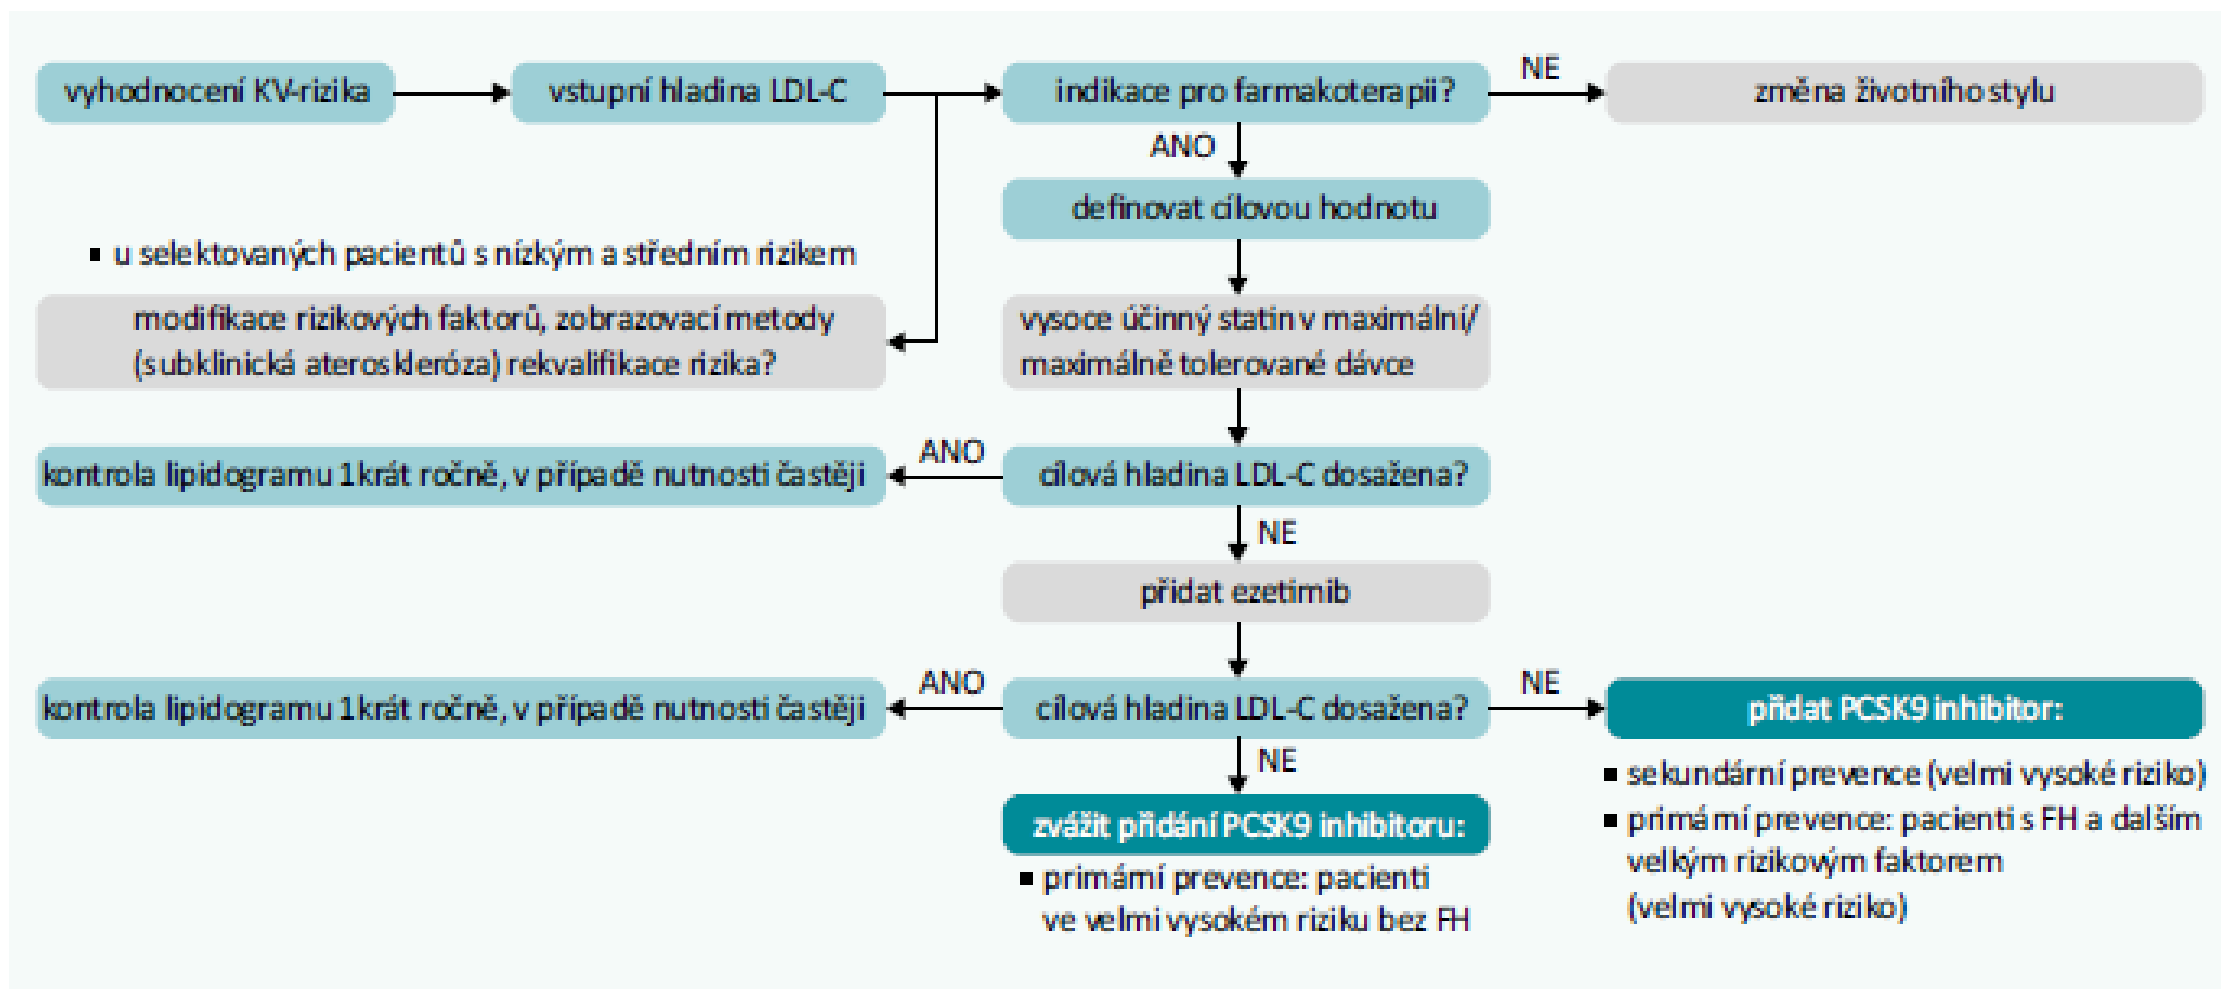 vyhodnocení KV-rizika
vstupní hladina LDL-C
indikace pro farmakoterapii?
NE
změna životního stylu
ANO
definovat cílovou hodnotu
▪ u selektovaných pacientů s nízkým a středním rizikem
modifikace rizikových faktorů, zobrazovací metody
(subklinická ateroskleróza) rekvalifikace rizika?
vysoce účinný statin v maximální/
maximálně tolerované dávce
kontrola lipidogramu 1krát ročně, v případě nutnosti častěji
ANO
cílová hladina LDL-C dosažena?
NE
přidat ezetimib
kontrola lipidogramu 1krát ročně, v případě nutnosti častěji
ANO
cílová hladina LDL-C dosažena?
NE
přidat PCSK9 inhibitor:
▪ sekundární prevence (velmi vysoké riziko)
▪ primární prevence: pacienti s FH a dalším
velkým rizikovým faktorem
(velmi vysoké riziko)
NE
zvážit přidání PCSK9 inhibitoru:
▪ primární prevence: pacienti
ve velmi vysokém riziku bez FH